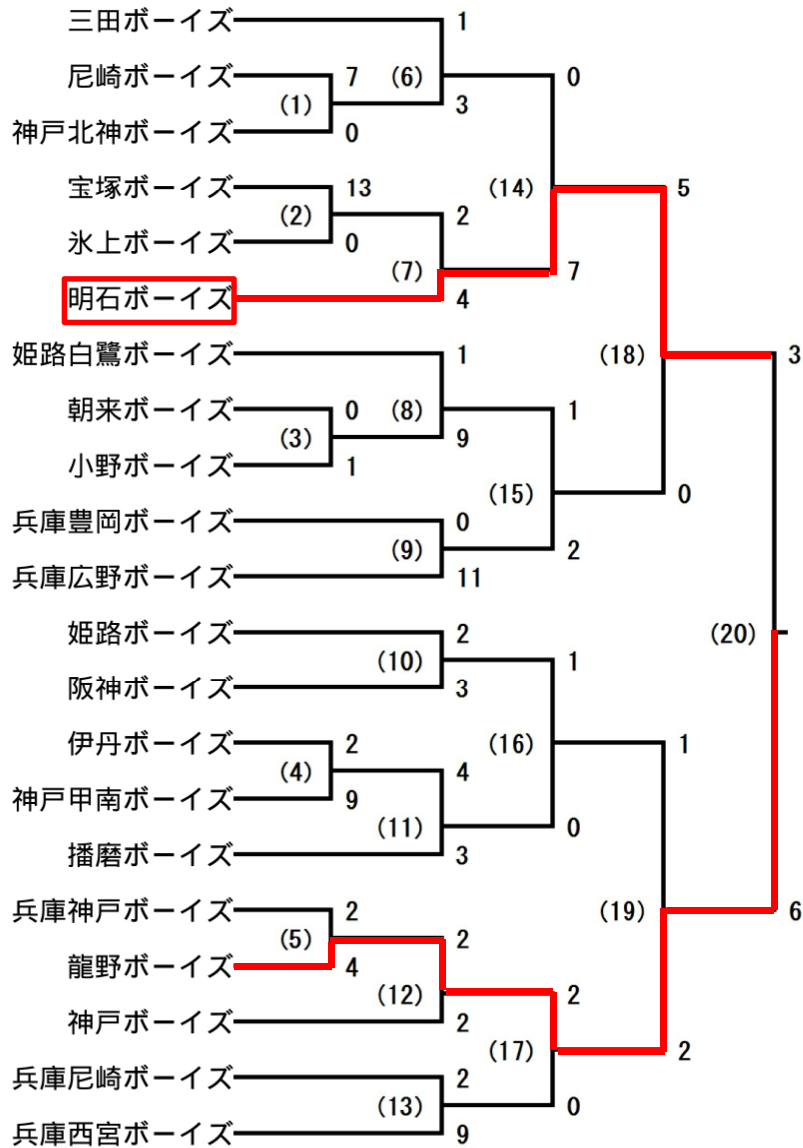 三田ボーイズ 1
尼崎ボーイズ 7 (6) 0
(1) 3
神戸北神ボーイズ 0
宝塚ボーイズ 13 (14) 5
(2) 2
氷上ボーイズ 0
(7) 7
明石ボーイズ 4
姫路白鷺ボーイズ 1 (18) 3
朝来ボーイズ 0 (8) 1
(3) 9
小野ボーイズ 1
(15) 0
兵庫豊岡ボーイズ 0
(9) 2
兵庫広野ボーイズ 11
姫路ボーイズ 2 (20)
(10) 1
阪神ボーイズ 3
伊丹ボーイズ 2 (16) 1
(4) 4
神戸甲南ボーイズ 9
(11) 0
播磨ボーイズ 3
兵庫神戸ボーイズ 2 (19) 6
(5) 2
龍野ボーイズ 4
(12) 2
神戸ボーイズ 2
(17) 2
兵庫尼崎ボーイズ 2
(13) 0
兵庫西宮ボーイズ 9